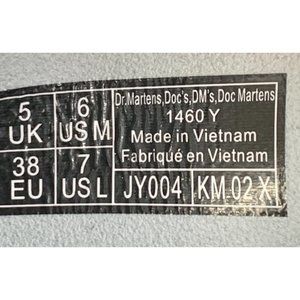 5 UK
6 US M
38 EU
7 US L
Dr.Martens,Doc's,DM's,Doc Martens
1460 Y
Made in Vietnam
Fabriqué en Vietnam
JY004
KM 02 X